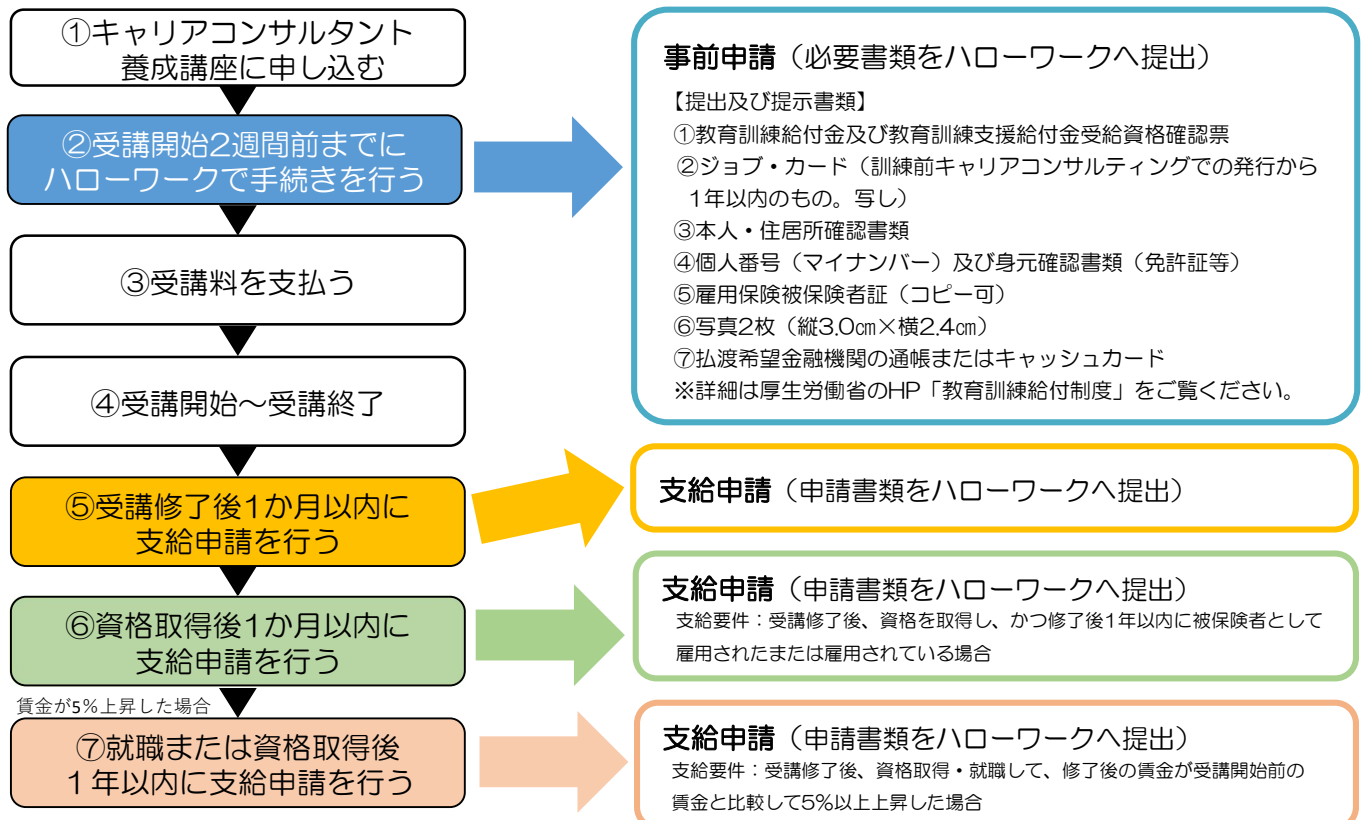 ①キャリアコンサルタント
養成講座に申し込む
②受講開始2週間前までに
ハローワークで手続きを行う
③受講料を支払う
④受講開始～受講終了
⑤受講修了後1か月以内に
支給申請を行う
⑥資格取得後1か月以内に
支給申請を行う
賃金が5％上昇した場合
⑦就職または資格取得後
１年以内に支給申請を行う
事前申請（必要書類をハローワークへ提出）
【提出及び提示書類】
①教育訓練給付金及び教育訓練支援給付金受給資格確認票
②ジョブ・カード（訓練前キャリアコンサルティングでの発行から
1年以内のもの。写し）
③本人・住居所確認書類
④個人番号（マイナンバー）及び身元確認書類（免許証等）
⑤雇用保険被保険者証（コピー可）
⑥写真2枚（縦3.0㎝×横2.4㎝）
⑦払渡希望金融機関の通帳またはキャッシュカード
※詳細は厚生労働省のHP「教育訓練給付制度」をご覧ください。
支給申請（申請書類をハローワークへ提出）
支給申請（申請書類をハローワークへ提出）
支給要件：受講修了後、資格を取得し、かつ修了後1年以内に被保険者として
雇用されたまたは雇用されている場合
支給申請（申請書類をハローワークへ提出）
支給要件：受講修了後、資格取得・就職して、修了後の賃金が受講開始前の
賃金と比較して5％以上上昇した場合